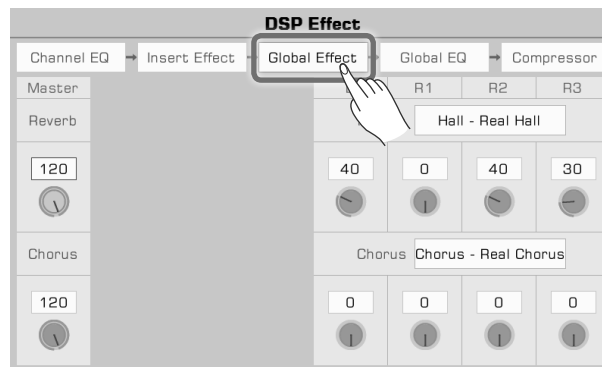 DSP Effect
Channel EQ → Insert Effect → Global Effect → Global EQ → Compressor
Master R1 R2 R3
Reverb Hall - Real Hall
120 40 0 40 30
Chorus Chorus Chorus - Real Chorus
120 0 0 0 0